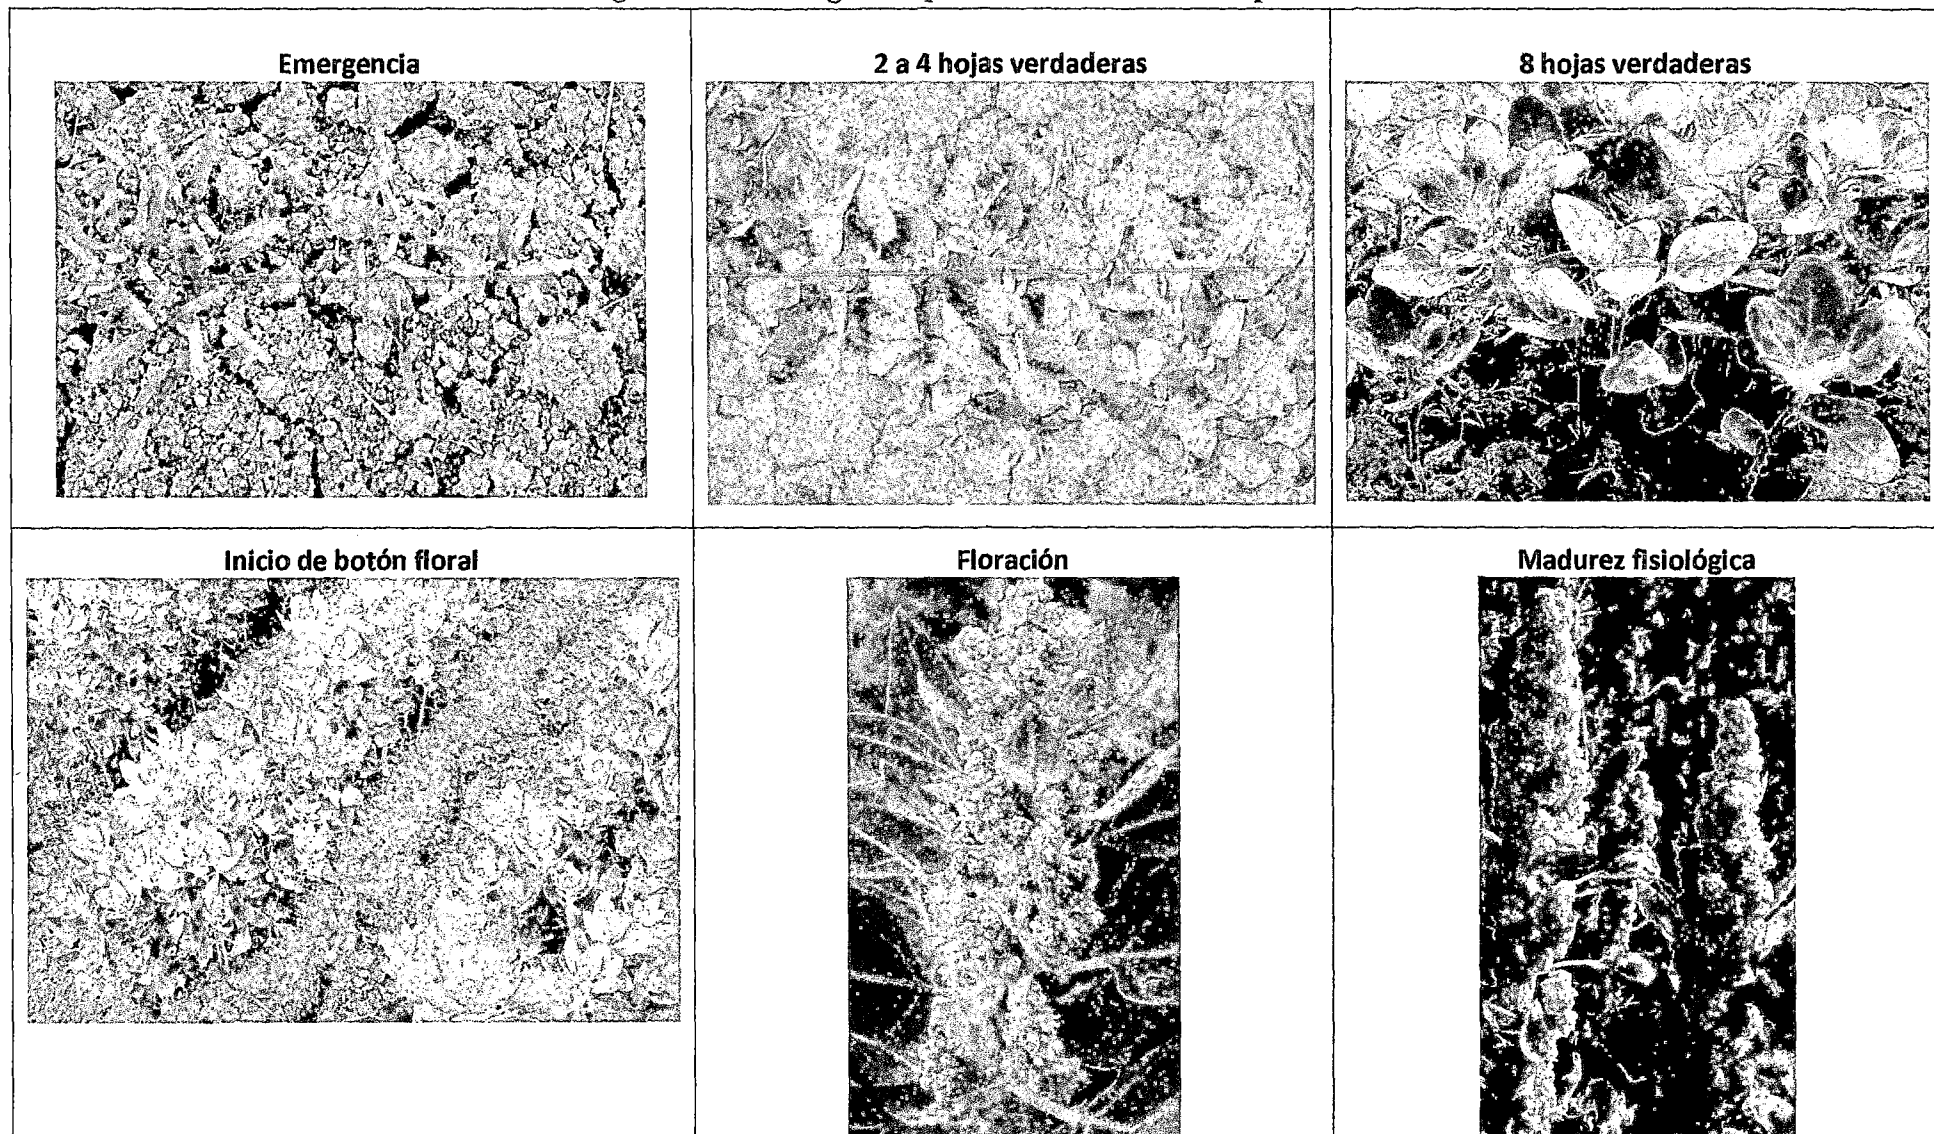 Emergencia
2 a 4 hojas verdaderas
8 hojas verdaderas
Inicio de botón floral
Floración
Madurez fisiológica